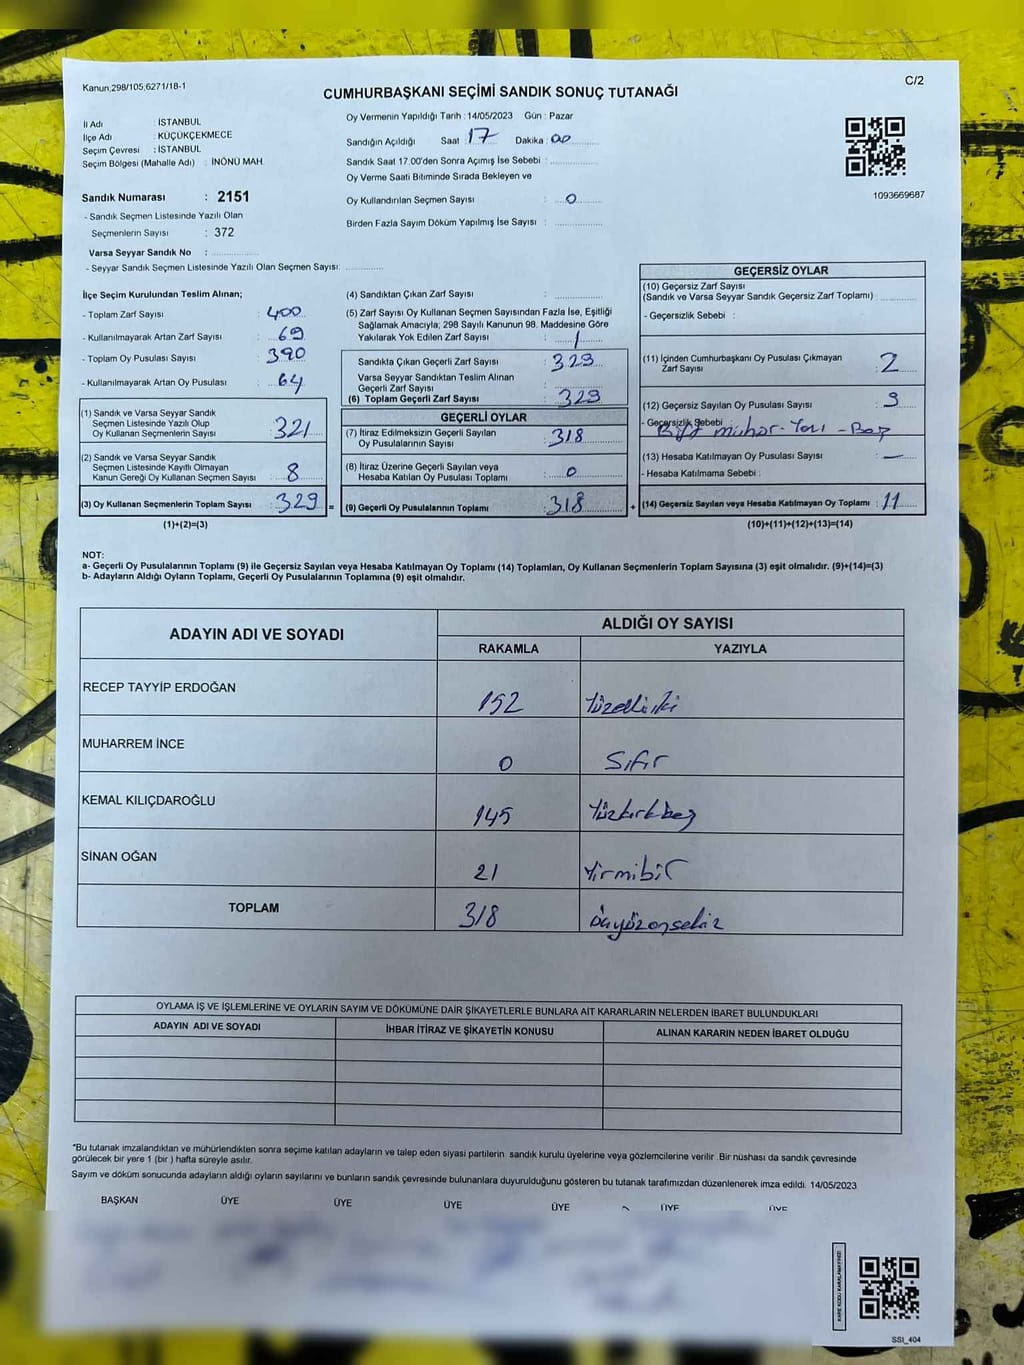 Kanun,298/105,6271/18-1
C/2
CUMHURBAŞKANI SEÇİMİ SANDIK SONUÇ TUTANAĞI
İl Adı : İSTANBUL
İlçe Adı : KÜÇÜKÇEKMECE
Seçim Çevresi : İSTANBUL
Seçim Bölgesi (Mahalle Adı) : İNÖNÜ MAH.
Sandık Numarası : 2151
- Sandık Seçmen Listesinde Yazılı Olan
Seçmenlerin Sayısı : 372
Varsa Seyyar Sandık No :
- Seyyar Sandık Seçmen Listesinde Yazılı Olan Seçmen Sayısı:
Oy Vermenin Yapıldığı Tarih : 14/05/2023 Gün : Pazar
Sandığın Açıldığı Saat 17 Dakika : 00
Sandık Saat 17.00'den Sonra Açımış İse Sebebi :
Oy Verme Saati Bitiminde Sırada Bekleyen ve
Oy Kullandırılan Seçmen Sayısı : 0
Birden Fazla Sayım Döküm Yapılmış İse Sayısı :
1093669687
İlçe Seçim Kurulundan Teslim Alınan;
- Toplam Zarf Sayısı : 400
- Kullanılmayarak Artan Zarf Sayısı : 69
- Toplam Oy Pusulası Sayısı : 390
- Kullanılmayarak Artan Oy Pusulası : 64
(1) Sandık ve Varsa Seyyar Sandık
Seçmen Listesinde Yazılı Olup
Oy Kullanan Seçmenlerin Sayısı : 321
(2) Sandık ve Varsa Seyyar Sandık
Seçmen Listesinde Kayıtlı Olmayan
Kanun Gereği Oy Kullanan Seçmen Sayısı : 8
(3) Oy Kullanan Seçmenlerin Toplam Sayısı : 329
(1)+(2)=(3)
(4) Sandıktan Çıkan Zarf Sayısı :
(5) Zarf Sayısı Oy Kullanan Seçmen Sayısından Fazla İse, Eşitliği
Sağlamak Amacıyla; 298 Sayılı Kanunun 98. Maddesine Göre
Yakılarak Yok Edilen Zarf Sayısı :
Sandıkta Çıkan Geçerli Zarf Sayısı : 329
Varsa Seyyar Sandıktan Teslim Alınan
Geçerli Zarf Sayısı :
(6) Toplam Geçerli Zarf Sayısı : 329
GEÇERLİ OYLAR
(7) İtiraz Edilmeksizin Geçerli Sayılan
Oy Pusulalarının Sayısı : 318
(8) İtiraz Üzerine Geçerli Sayılan veya
Hesaba Katılan Oy Pusulası Toplamı : 0
(9) Geçerli Oy Pusulalarının Toplamı : 318
GEÇERSİZ OYLAR
(10) Geçersiz Zarf Sayısı
(Sandık ve Varsa Seyyar Sandık Geçersiz Zarf Toplamı) :
- Geçersizlik Sebebi :
(11) İçinden Cumhurbaşkanı Oy Pusulası Çıkmayan
Zarf Sayısı : 2
(12) Geçersiz Sayılan Oy Pusulası Sayısı : 9
- Geçersizlik Sebebi
(13) Hesaba Katılmayan Oy Pusulası Sayısı : —
- Hesaba Katılmama Sebebi :
(14) Geçersiz Sayılan veya Hesaba Katılmayan Oy Toplamı : 11
(10)+(11)+(12)+(13)=(14)
NOT:
a- Geçerli Oy Pusulalarının Toplamı (9) ile Geçersiz Sayılan veya Hesaba Katılmayan Oy Toplamı (14) Toplamları, Oy Kullanan Seçmenlerin Toplam Sayısına (3) eşit olmalıdır. (9)+(14)=(3)
b- Adayların Aldığı Oyların Toplamı, Geçerli Oy Pusulalarının Toplamına (9) eşit olmalıdır.
ADAYIN ADI VE SOYADI
ALDIĞI OY SAYISI
RAKAMLA YAZIYLA
RECEP TAYYİP ERDOĞAN 152 Yüzelliiki
MUHARREM İNCE 0 Sıfır
KEMAL KILIÇDAROĞLU 145 Yüzkırkbeş
SİNAN OĞAN 21 Yirmibir
TOPLAM 318 üçyüzonsekiz
OYLAMA İŞ VE İŞLEMLERİNE VE OYLARIN SAYIM VE DÖKÜMÜNE DAİR ŞİKAYETLERLE BUNLARA AİT KARARLARIN NELERDEN İBARET BULUNDUKLARI
ADAYIN ADI VE SOYADI İHBAR İTİRAZ VE ŞİKAYETİN KONUSU ALINAN KARARIN NEDEN İBARET OLDUĞU
*Bu tutanak imzalandıktan ve mühürlendikten sonra seçime katılan adayların ve talep eden siyasi partilerin sandık kurulu üyelerine veya gözlemcilerine verilir .Bir nüshası da sandık çevresinde
görülecek bir yere 1 (bir ) hafta süreyle asılır.
Sayım ve döküm sonucunda adayların aldığı oyların sayılarını ve bunların sandık çevresinde bulunanlara duyurulduğunu gösteren bu tutanak tarafımızdan düzenlenerek imza edildi. 14/05/2023
BAŞKAN ÜYE ÜYE ÜYE ÜYE ÜYE ÜYE
KARE KODU KARALAMAYINIZ!
SSI_404